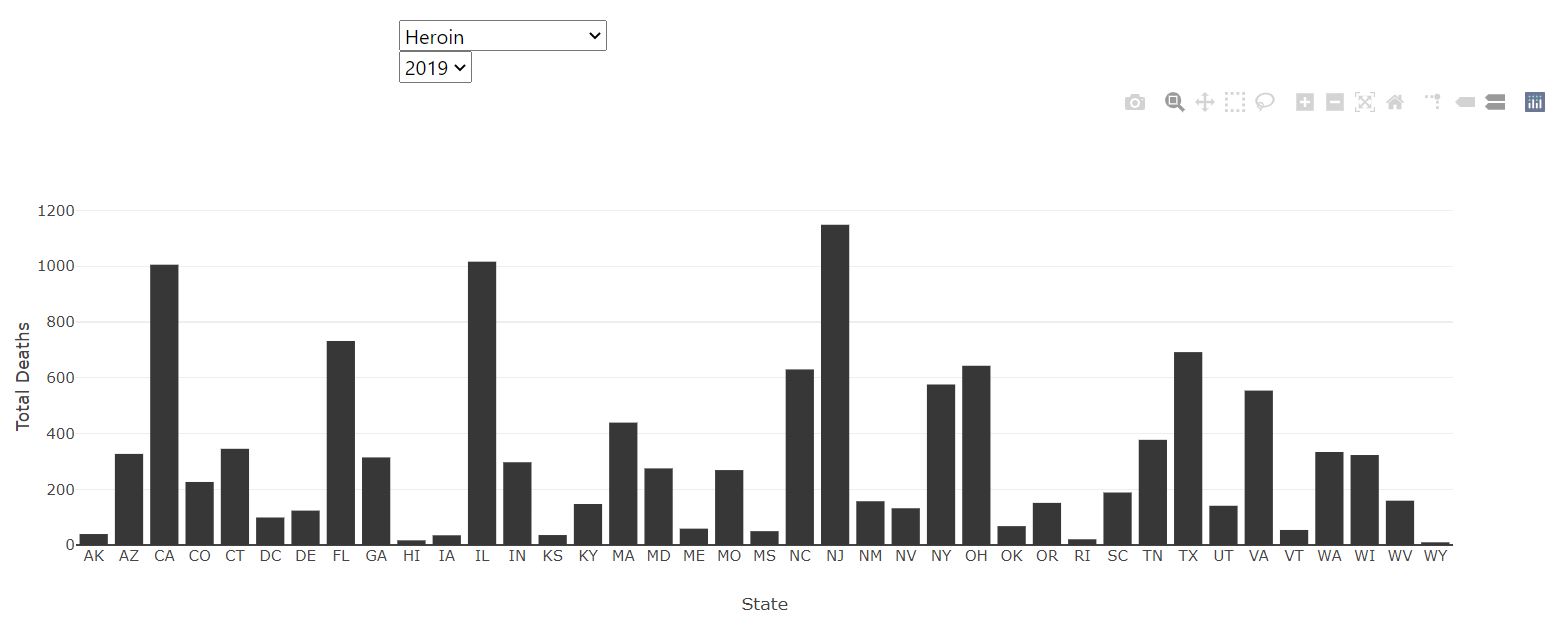 Heroin
2019
1200
1000
800
600
400
200
0
Total Deaths
AK AZ CA CO CT DC DE FL GA HI IA IL IN KS KY MA MD ME MO MS NC NJ NM NV NY OH OK OR RI SC TN TX UT VA VT WA WI WV WY
State